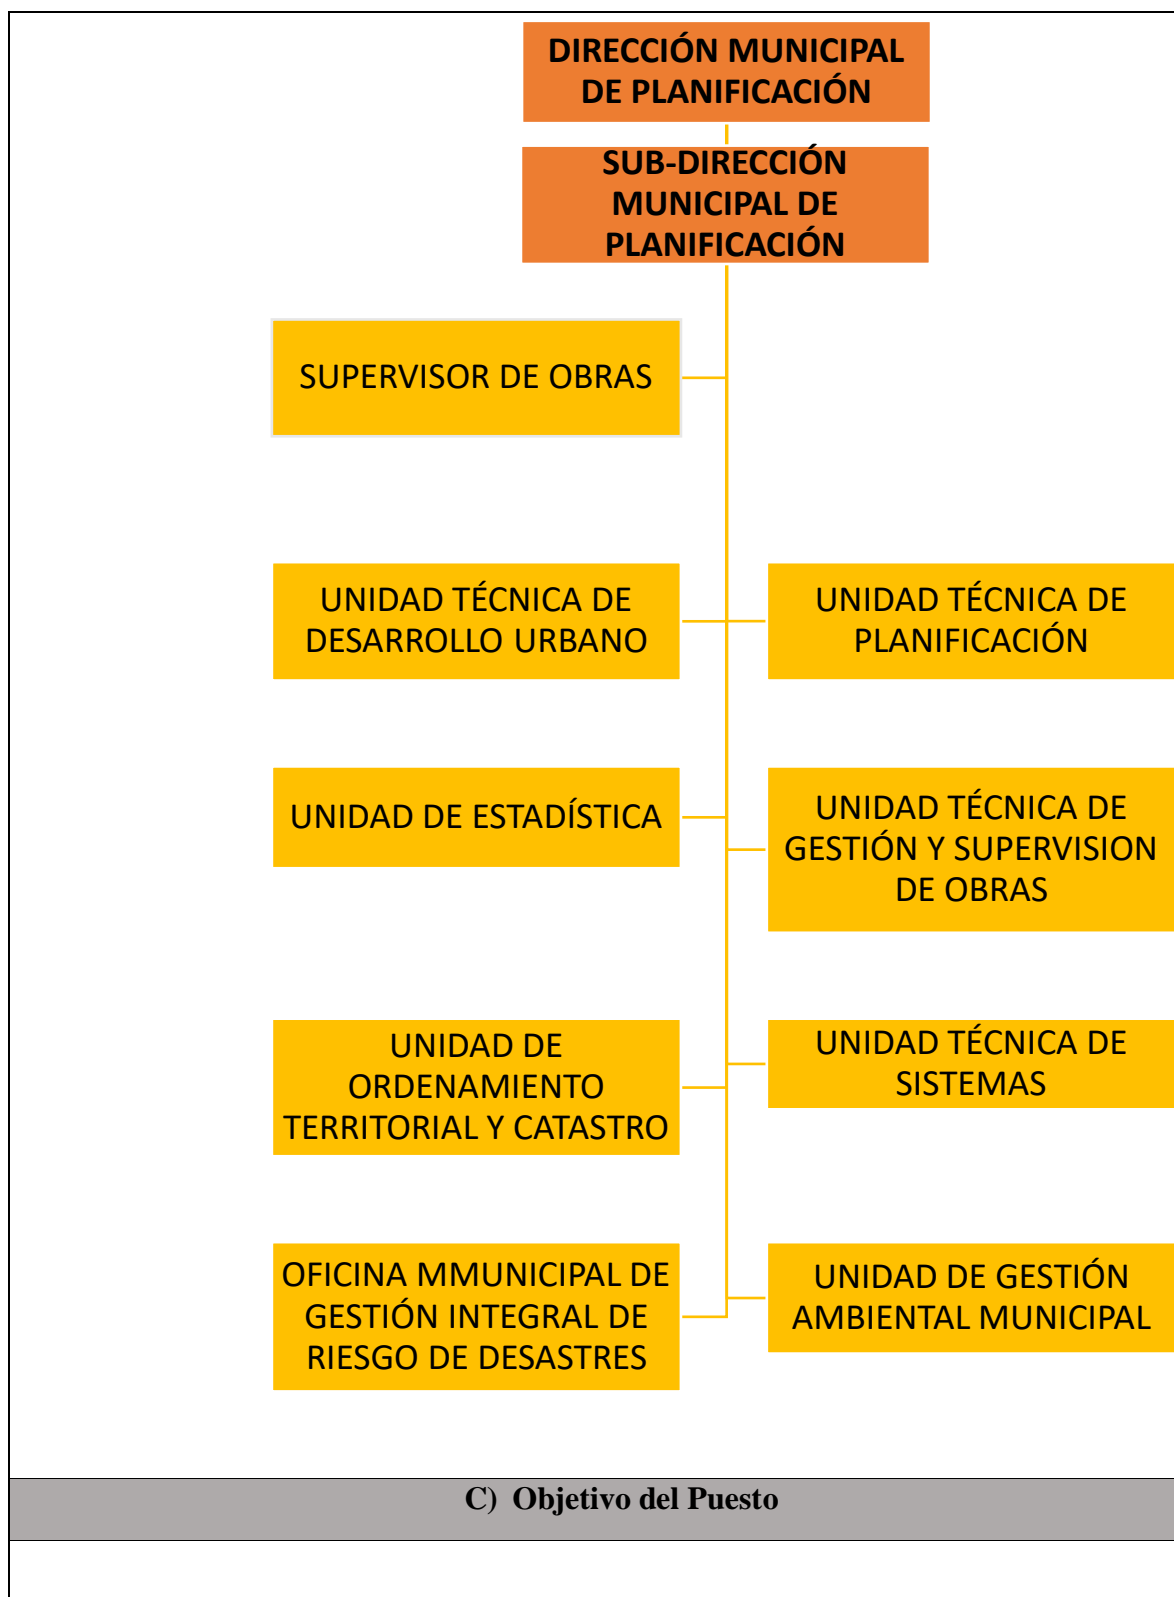 DIRECCIÓN MUNICIPAL
DE PLANIFICACIÓN
SUB-DIRECCIÓN
MUNICIPAL DE
PLANIFICACIÓN
SUPERVISOR DE OBRAS
UNIDAD TÉCNICA DE
DESARROLLO URBANO
UNIDAD TÉCNICA DE
PLANIFICACIÓN
UNIDAD DE ESTADÍSTICA
UNIDAD TÉCNICA DE
GESTIÓN Y SUPERVISION
DE OBRAS
UNIDAD DE
ORDENAMIENTO
TERRITORIAL Y CATASTRO
UNIDAD TÉCNICA DE
SISTEMAS
OFICINA MMUNICIPAL DE
GESTIÓN INTEGRAL DE
RIESGO DE DESASTRES
UNIDAD DE GESTIÓN
AMBIENTAL MUNICIPAL
C) Objetivo del Puesto